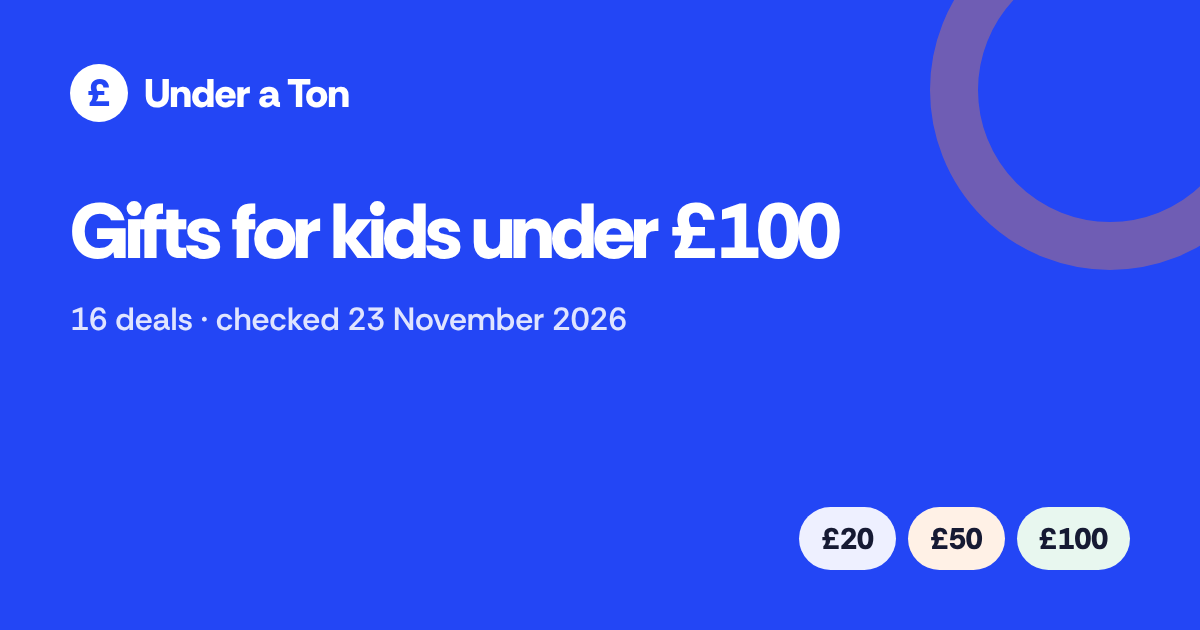 £ Under a Ton
Gifts for kids under £100
16 deals · checked 23 November 2026
£20 £50 £100